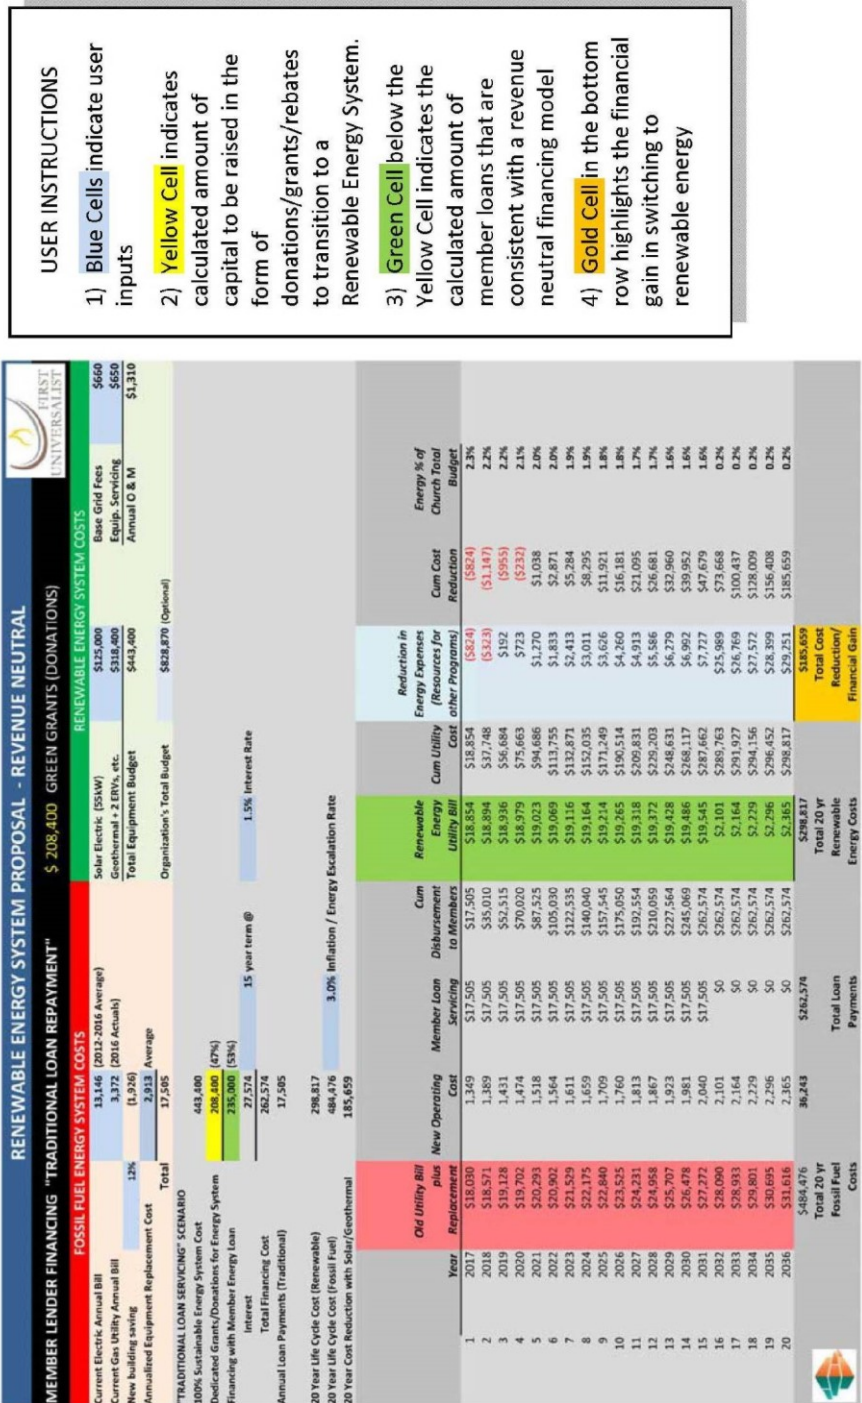 RENEWABLE ENERGY SYSTEM PROPOSAL - REVENUE NEUTRAL
MEMBER LENDER FINANCING "TRADITIONAL LOAN REPAYMENT" $ 208,400 GREEN GRANTS (DONATIONS)
FIRST
UNIVERSALIST
FOSSIL FUEL ENERGY SYSTEM COSTS RENEWABLE ENERGY SYSTEM COSTS
Current Electric Annual Bill 13,146 (2012-2016 Average) Solar Electric (55kW) $125,000 Base Grid Fees $660
Current Gas Utility Annual Bill 3,372 (2016 Actuals) Geothermal + 2 ERVs, etc. $318,400 Equip. Servicing $650
New building saving 12% (1,926) Total Equipment Budget $443,400 Annual O & M $1,310
Annualized Equipment Replacement Cost 2,913 Average
Total 17,505 Organization's Total Budget $828,870 (Optional)
"TRADITIONAL LOAN SERVICING" SCENARIO
100% Sustainable Energy System Cost 443,400
Dedicated Grants/Donations for Energy System 208,400 (47%)
Financing with Member Energy Loan 235,000 (53%)
Interest 27,574 15 year term @ 1.5% Interest Rate
Total Financing Cost 262,574
Annual Loan Payments (Traditional) 17,505
20 Year Life Cycle Cost (Renewable) 298,817
20 Year Life Cycle Cost (Fossil Fuel) 484,476 3.0% Inflation / Energy Escalation Rate
20 Year Cost Reduction with Solar/Geothermal 185,659
Year Old Utility Bill plus Replacement New Operating Cost Member Loan Servicing Cum Disbursement to Members Renewable Energy Utility Bill Cum Utility Cost Reduction in Energy Expenses (Resources for other Programs) Cum Cost Reduction Energy % of Church Total Budget
1 2017 $18,030 1,349 $17,505 $17,505 $18,854 $18,854 ($824) ($824) 2.3%
2 2018 $18,571 1,389 $17,505 $35,010 $18,894 $37,748 ($323) ($1,147) 2.2%
3 2019 $19,128 1,431 $17,505 $52,515 $18,936 $56,684 $192 ($955) 2.2%
4 2020 $19,702 1,474 $17,505 $70,020 $18,979 $75,663 $723 ($232) 2.1%
5 2021 $20,293 1,518 $17,505 $87,525 $19,023 $94,686 $1,270 $1,038 2.0%
6 2022 $20,902 1,564 $17,505 $105,030 $19,069 $113,755 $1,833 $2,871 2.0%
7 2023 $21,529 1,611 $17,505 $122,535 $19,116 $132,871 $2,413 $5,284 1.9%
8 2024 $22,175 1,659 $17,505 $140,040 $19,164 $152,035 $3,011 $8,295 1.9%
9 2025 $22,840 1,709 $17,505 $157,545 $19,214 $171,249 $3,626 $11,921 1.8%
10 2026 $23,525 1,760 $17,505 $175,050 $19,265 $190,514 $4,260 $16,181 1.8%
11 2027 $24,231 1,813 $17,505 $192,554 $19,318 $209,831 $4,913 $21,095 1.7%
12 2028 $24,958 1,867 $17,505 $210,059 $19,372 $229,203 $5,586 $26,681 1.7%
13 2029 $25,707 1,923 $17,505 $227,564 $19,428 $248,631 $6,279 $32,960 1.6%
14 2030 $26,478 1,981 $17,505 $245,069 $19,486 $268,117 $6,992 $39,952 1.6%
15 2031 $27,272 2,040 $17,505 $262,574 $19,545 $287,662 $7,727 $47,679 1.6%
16 2032 $28,090 2,101 $0 $262,574 $2,101 $289,763 $25,989 $73,668 0.2%
17 2033 $28,933 2,164 $0 $262,574 $2,164 $291,927 $26,769 $100,437 0.2%
18 2034 $29,801 2,229 $0 $262,574 $2,229 $294,156 $27,572 $128,009 0.2%
19 2035 $30,695 2,296 $0 $262,574 $2,296 $296,452 $28,399 $156,408 0.2%
20 2036 $31,616 2,365 $0 $262,574 $2,365 $298,817 $29,251 $185,659 0.2%
$484,476 36,243 $262,574 $298,817 $185,659
Total 20 yr Fossil Fuel Costs Total Loan Payments Total 20 yr Renewable Energy Costs Total Cost Reduction/ Financial Gain
USER INSTRUCTIONS
1) Blue Cells indicate user
inputs
2) Yellow Cell indicates
calculated amount of
capital to be raised in the
form of
donations/grants/rebates
to transition to a
Renewable Energy System.
3) Green Cell below the
Yellow Cell indicates the
calculated amount of
member loans that are
consistent with a revenue
neutral financing model
4) Gold Cell in the bottom
row highlights the financial
gain in switching to
renewable energy